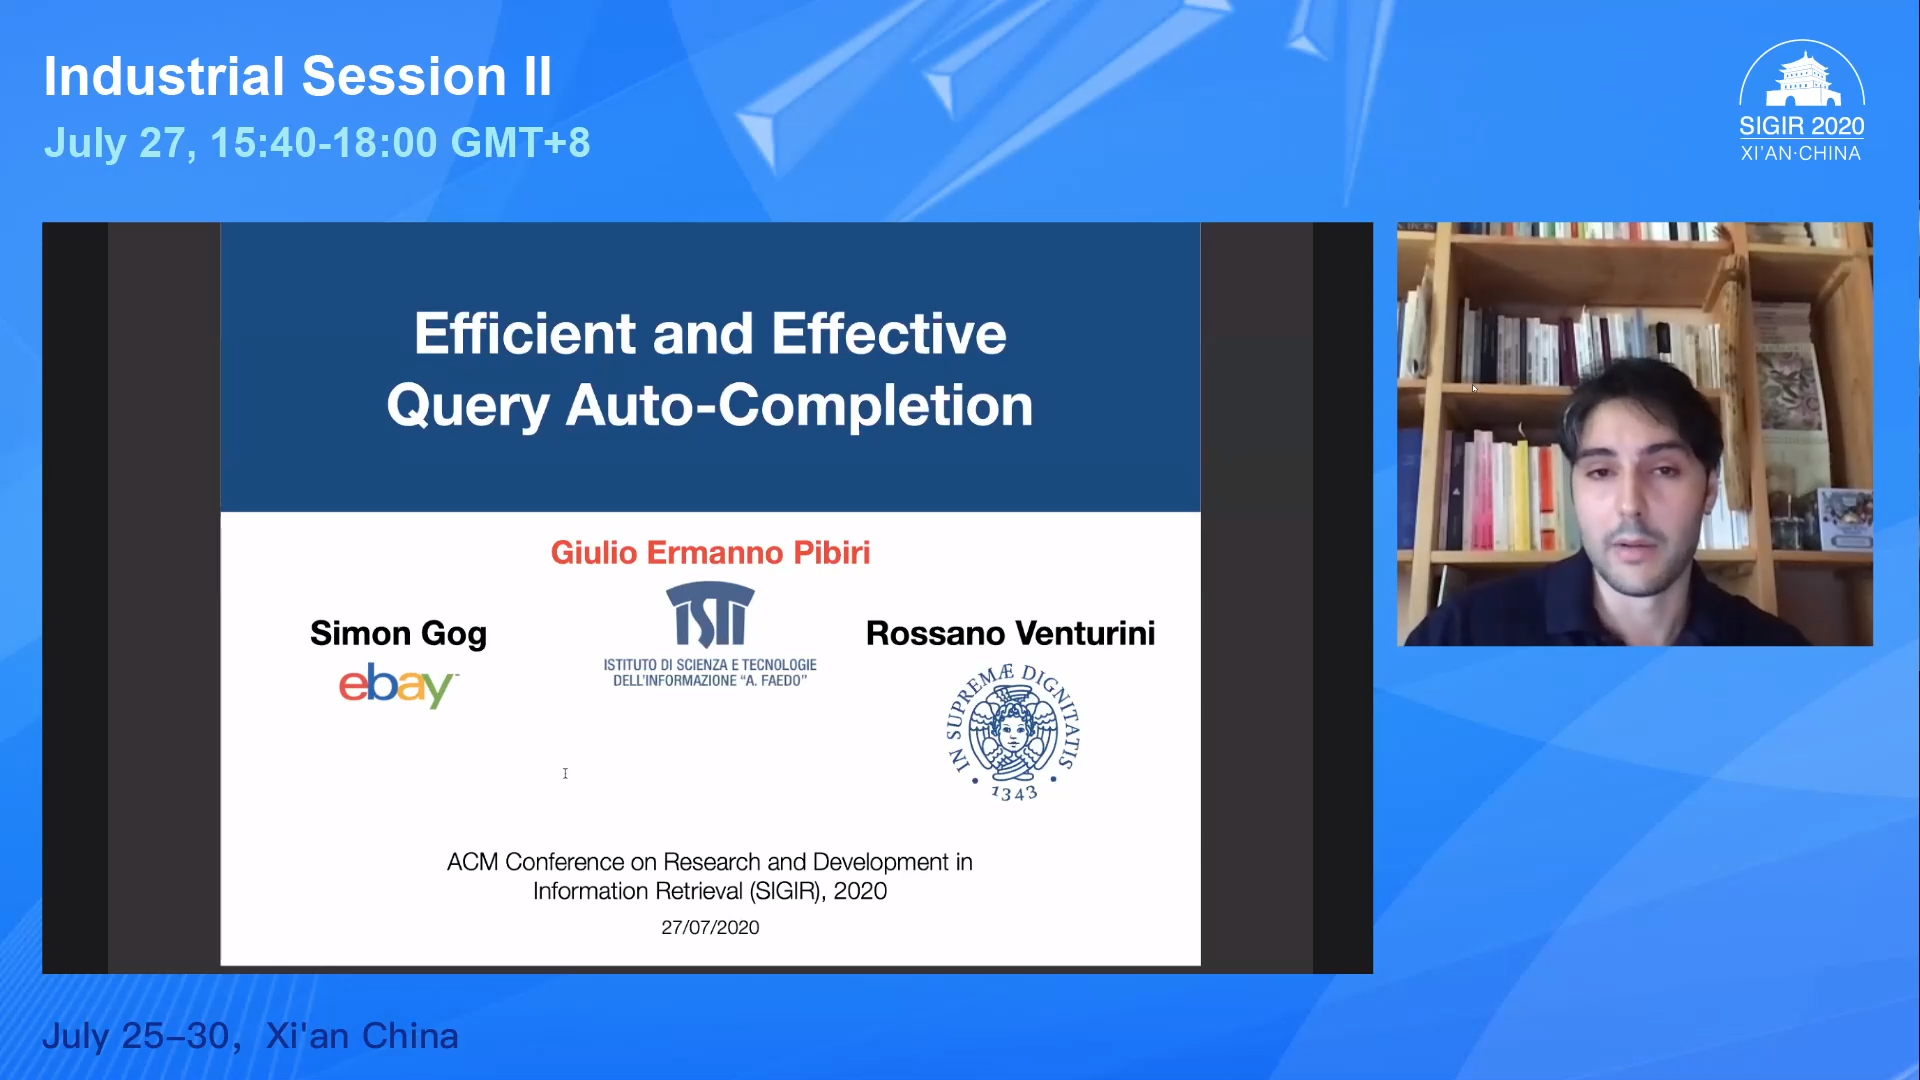 Industrial Session II
July 27, 15:40-18:00 GMT+8
SIGIR 2020
XI'AN·CHINA
Efficient and Effective
Query Auto-Completion
Giulio Ermanno Pibiri
ISTI
ISTITUTO DI SCIENZA E TECNOLOGIE
DELL'INFORMAZIONE “A. FAEDO”
Simon Gog
ebay™
Rossano Venturini
IN SUPREMÆ DIGNITATIS
• 1343 •
ACM Conference on Research and Development in
Information Retrieval (SIGIR), 2020
27/07/2020
July 25–30, Xi'an China